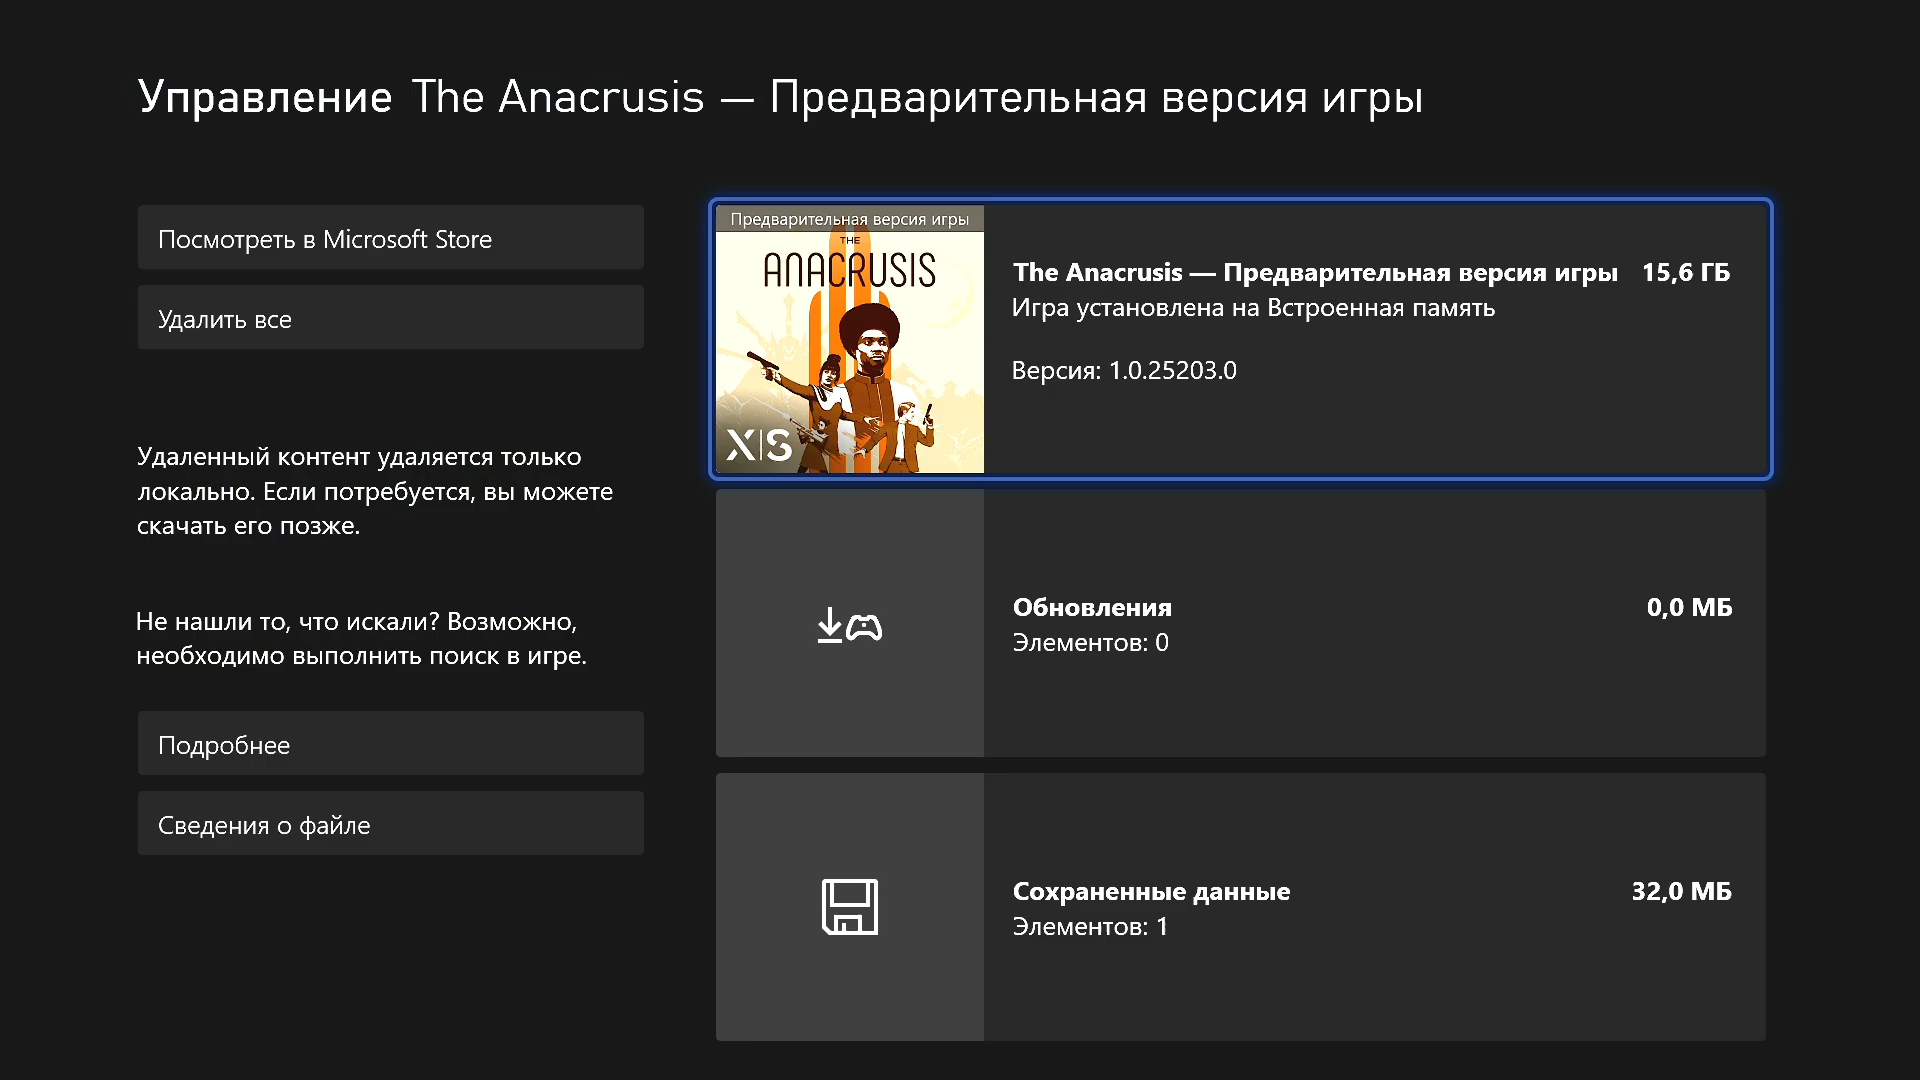 Управление The Anacrusis — Предварительная версия игры
Посмотреть в Microsoft Store
Удалить все
Удаленный контент удаляется только
локально. Если потребуется, вы можете
скачать его позже.
Не нашли то, что искали? Возможно,
необходимо выполнить поиск в игре.
Подробнее
Сведения о файле
Предварительная версия игры
THE
ANACRUSIS
X|S
The Anacrusis — Предварительная версия игры 15,6 ГБ
Игра установлена на Встроенная память
Версия: 1.0.25203.0
Обновления 0,0 МБ
Элементов: 0
Сохраненные данные 32,0 МБ
Элементов: 1